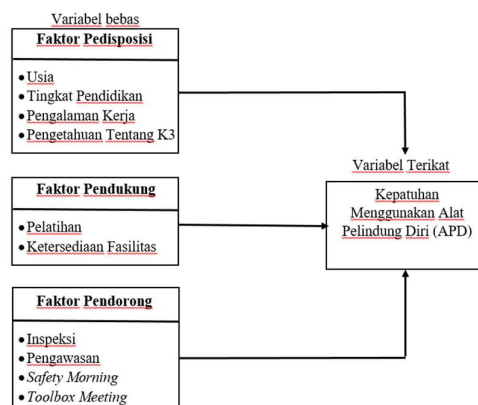 Variabel bebas
Faktor Pedisposisi
•Usia
•Tingkat Pendidikan
•Pengalaman Kerja
•Pengetahuan Tentang K3
Faktor Pendukung
•Pelatihan
•Ketersediaan Fasilitas
Faktor Pendorong
•Inspeksi
•Pengawasan
•Safety Morning
•Toolbox Meeting
Variabel Terikat
Kepatuhan
Menggunakan Alat
Pelindung Diri (APD)